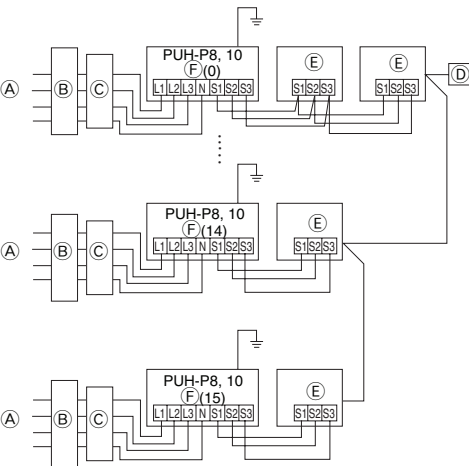 PUH-P8, 10
F (0)
E
E
D
A
B
C
L1 L2 L3 N S1 S2 S3
S1 S2 S3
S1 S2 S3
PUH-P8, 10
F (14)
E
A
B
C
L1 L2 L3 N S1 S2 S3
S1 S2 S3
PUH-P8, 10
F (15)
E
A
B
C
L1 L2 L3 N S1 S2 S3
S1 S2 S3